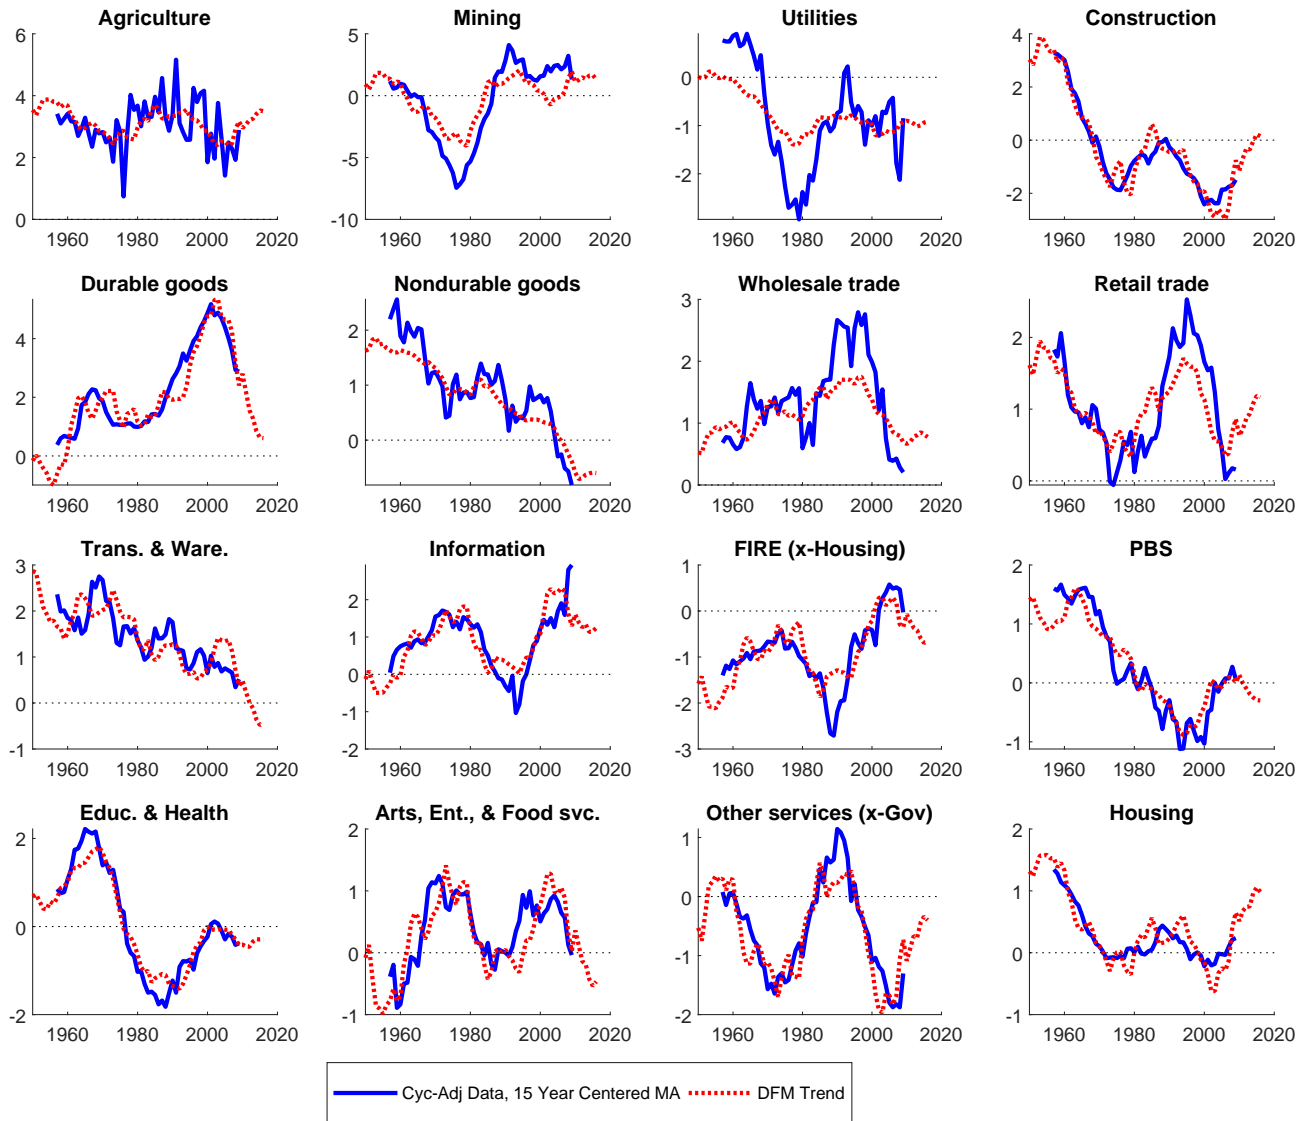 Agriculture
6
4
2
0
1960 1980 2000 2020
Mining
5
0
-5
-10
1960 1980 2000 2020
Utilities
0
-1
-2
1960 1980 2000 2020
Construction
4
2
0
-2
1960 1980 2000 2020
Durable goods
4
2
0
1960 1980 2000 2020
Nondurable goods
2
1
0
1960 1980 2000 2020
Wholesale trade
3
2
1
0
1960 1980 2000 2020
Retail trade
2
1
0
1960 1980 2000 2020
Trans. & Ware.
3
2
1
0
-1
1960 1980 2000 2020
Information
2
1
0
-1
-2
1960 1980 2000 2020
FIRE (x-Housing)
1
0
-1
-2
-3
1960 1980 2000 2020
PBS
2
1
0
-1
1960 1980 2000 2020
Educ. & Health
2
0
-2
1960 1980 2000 2020
Arts, Ent., & Food svc.
2
1
0
-1
1960 1980 2000 2020
Other services (x-Gov)
1
0
-1
-2
1960 1980 2000 2020
Housing
2
1
0
-1
1960 1980 2000 2020
Cyc-Adj Data, 15 Year Centered MA DFM Trend